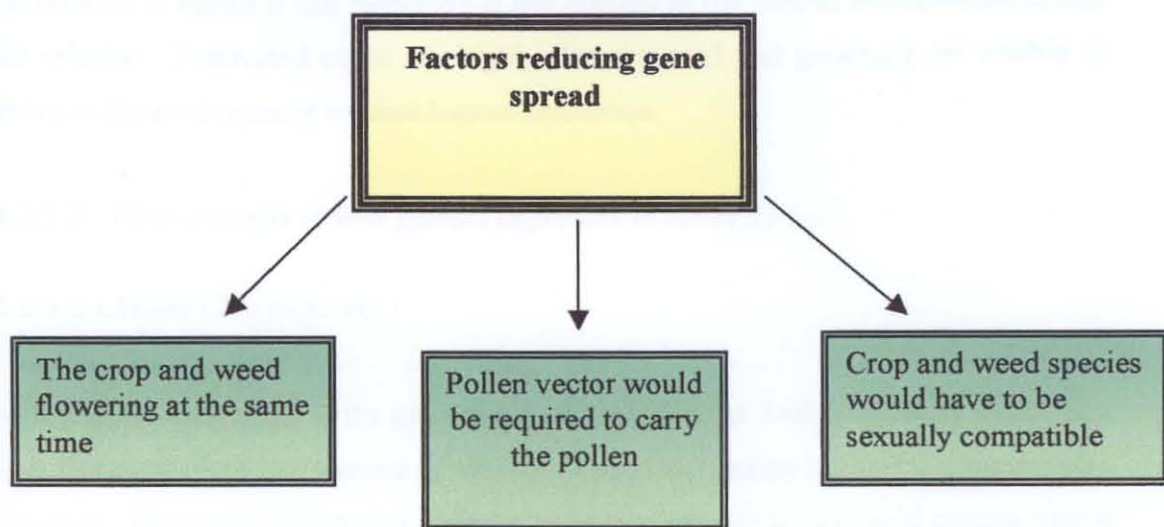 Factors reducing gene
spread
The crop and weed
flowering at the same
time
Pollen vector would
be required to carry
the pollen
Crop and weed species
would have to be
sexually compatible